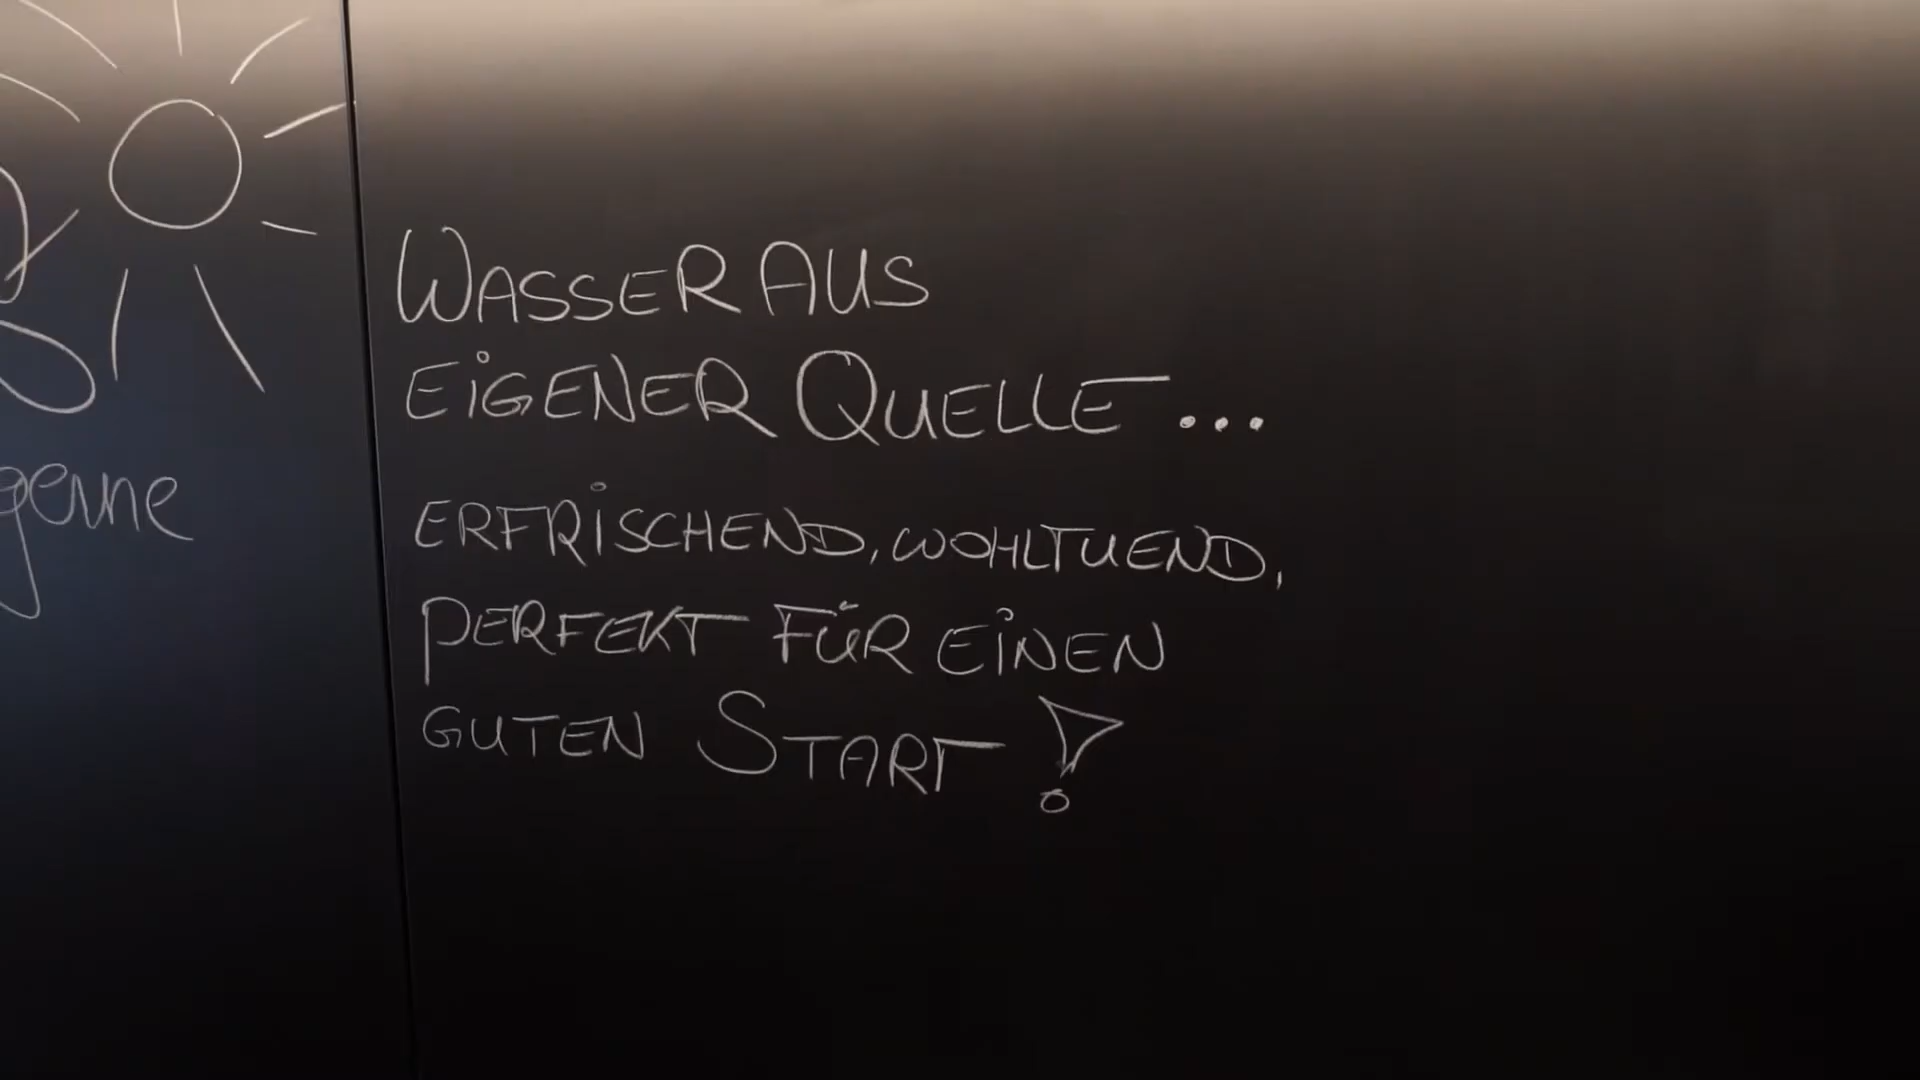 WASSER AUS
EiGENER QUELLE...
ERFRiSCHEND, WOHLTUEND,
PERFEKT FÜR EiNEN
GUTEN START!
gerne